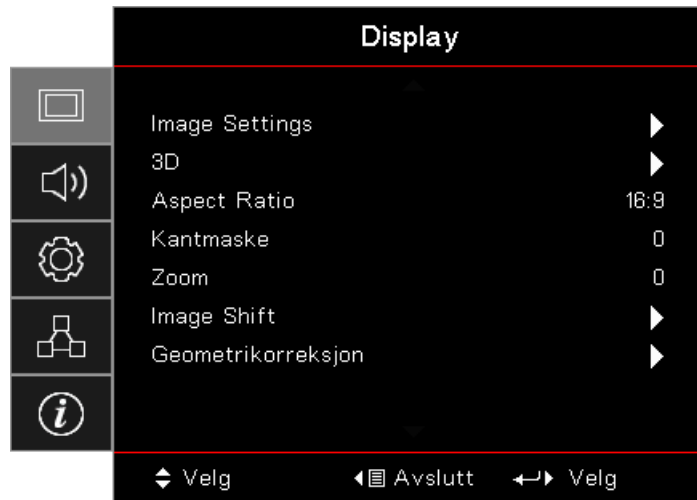 Display
Image Settings
3D
Aspect Ratio 16:9
Kantmaske 0
Zoom 0
Image Shift
Geometrikorreksjon
Velg Avslutt Velg